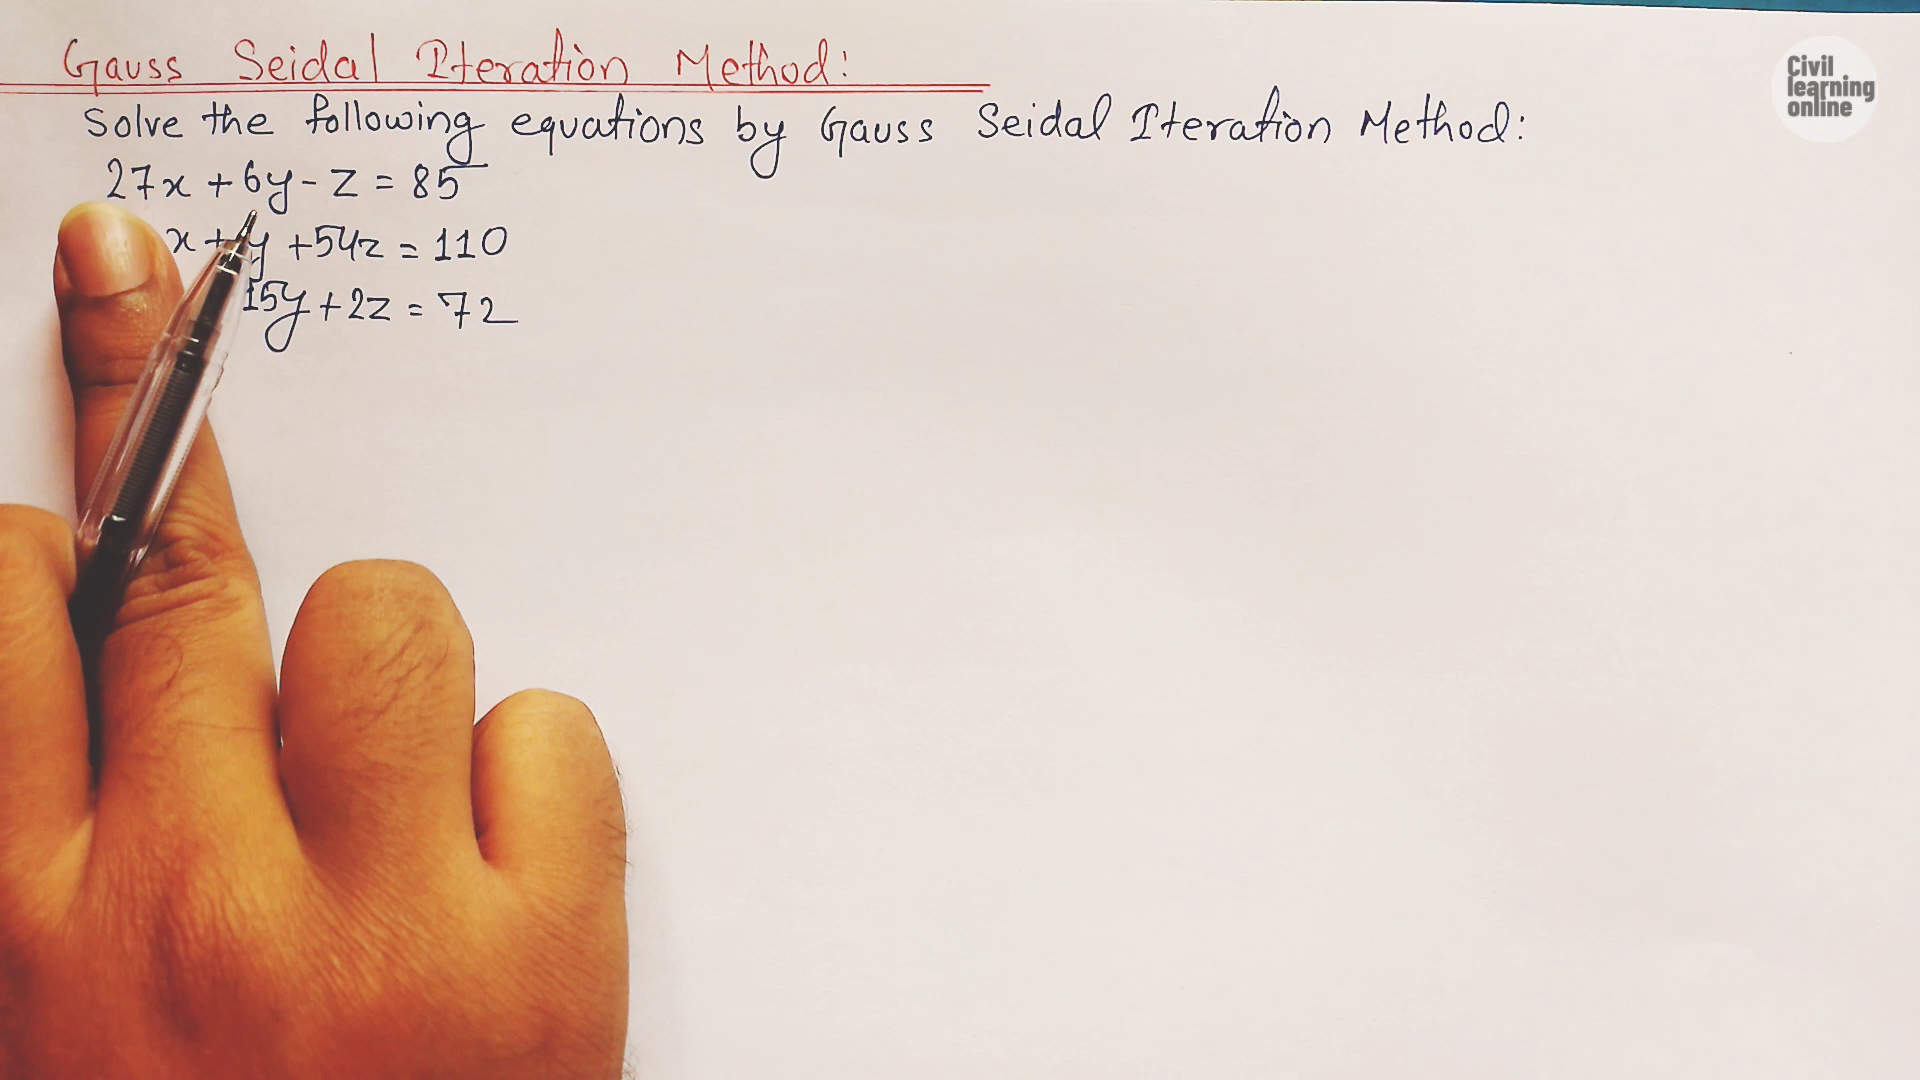 Gauss Seidal Iteration Method:
Solve the following equations by Gauss Seidal Iteration Method:
27x + 6y - z = 85
x + y + 54z = 110
15y + 2z = 72
Civil
learning
online